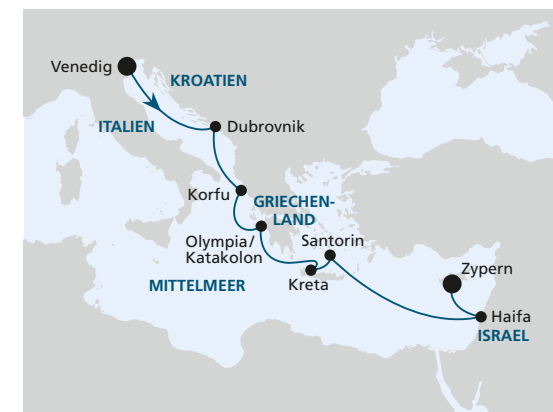 Venedig
KROATIEN
ITALIEN
Dubrovnik
Korfu
GRIECHEN-
LAND
Olympia/
Katakolon
Santorin
Kreta
MITTELMEER
Zypern
Haifa
ISRAEL